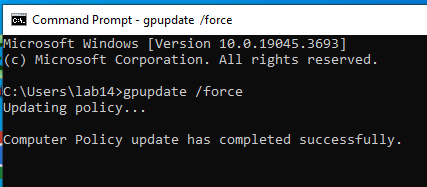 Command Prompt - gpupdate /force
Microsoft Windows [Version 10.0.19045.3693]
(c) Microsoft Corporation. All rights reserved.
C:\Users\lab14>gpupdate /force
Updating policy...
Computer Policy update has completed successfully.